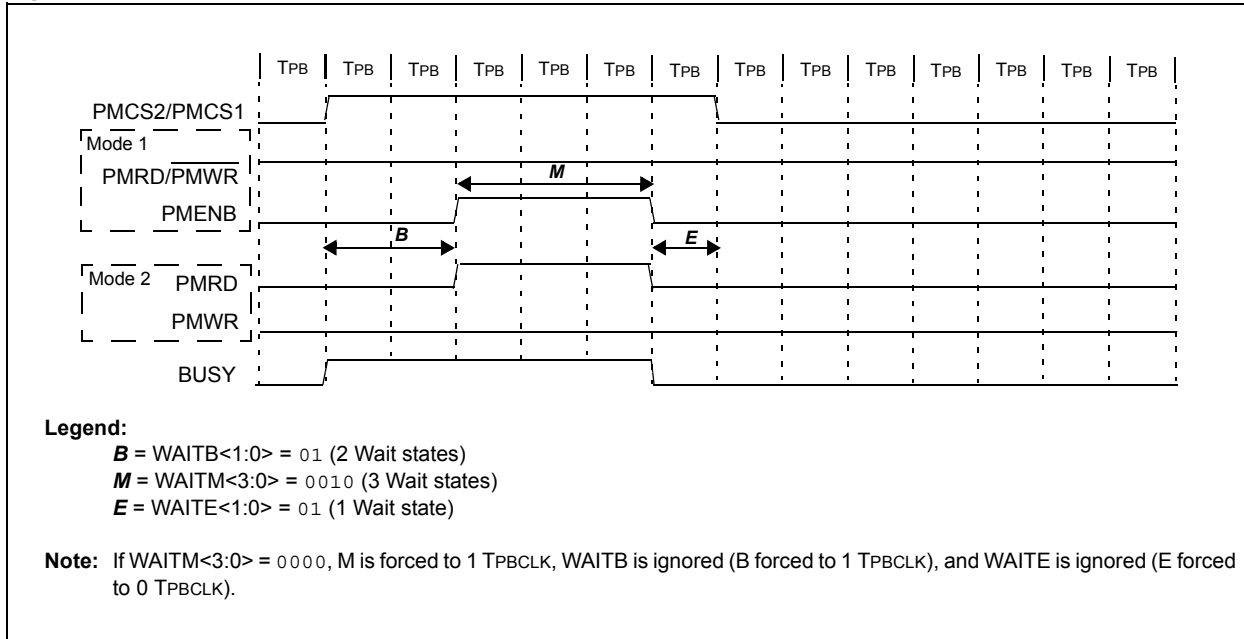 TPB TPB TPB TPB TPB TPB TPB TPB TPB TPB TPB TPB TPB TPB
PMCS2/PMCS1
Mode 1
PMRD/PMWR
M
PMENB
B
E
Mode 2
PMRD
PMWR
BUSY
Legend:
B = WAITB<1:0> = 01 (2 Wait states)
M = WAITM<3:0> = 0010 (3 Wait states)
E = WAITE<1:0> = 01 (1 Wait state)
Note: If WAITM<3:0> = 0000, M is forced to 1 TPBCLK, WAITB is ignored (B forced to 1 TPBCLK), and WAITE is ignored (E forced
to 0 TPBCLK).